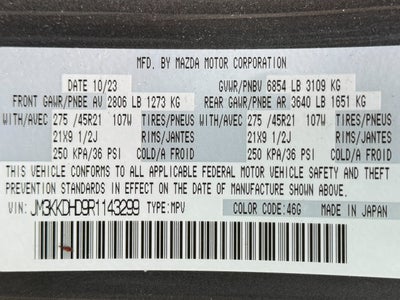 MFD. BY MAZDA MOTOR CORPORATION
DATE 10/23 GVWR/PNBV 6854 LB 3109 KG
FRONT GAWR/PNBE AV 2806 LB 1273 KG REAR GAWR/PNBE AR 3640 LB 1651 KG
WITH/AVEC 275 /45R21 107W TIRES/PNEUS WITH/AVEC 275 /45R21 107W TIRES/PNEUS
21X9 1/2J RIMS/JANTES 21X9 1/2J RIMS/JANTES
250 KPA/36 PSI COLD/A FROID 250 KPA/36 PSI COLD/A FROID
THIS VEHICLE CONFORMS TO ALL APPLICABLE FEDERAL MOTOR VEHICLE SAFETY AND THEFT
PREVENTION STANDARDS IN EFFECT ON THE DATE OF MANUFACTURE SHOWN ABOVE.
VIN: JM3KKDHD9R1143299 TYPE:MPV COLOR CODE:46G MADE IN JAPAN